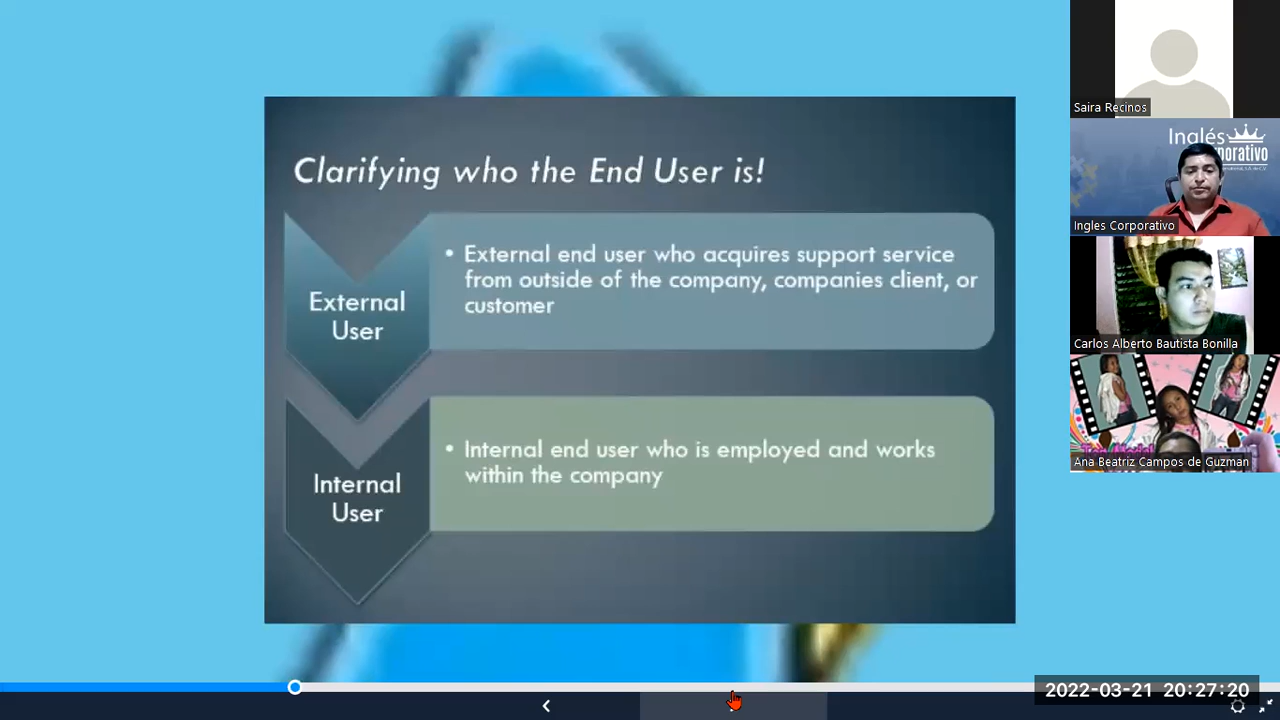 Clarifying who the End User is!
External
User
• External end user who acquires support service
from outside of the company, companies client, or
customer
Internal
User
• Internal end user who is employed and works
within the company
Saira Recinos
Inglés
Ingles Corporativo
Carlos Alberto Bautista Bonilla
Ana Beatriz Campos de Guzman
2022-03-21 20:27:20